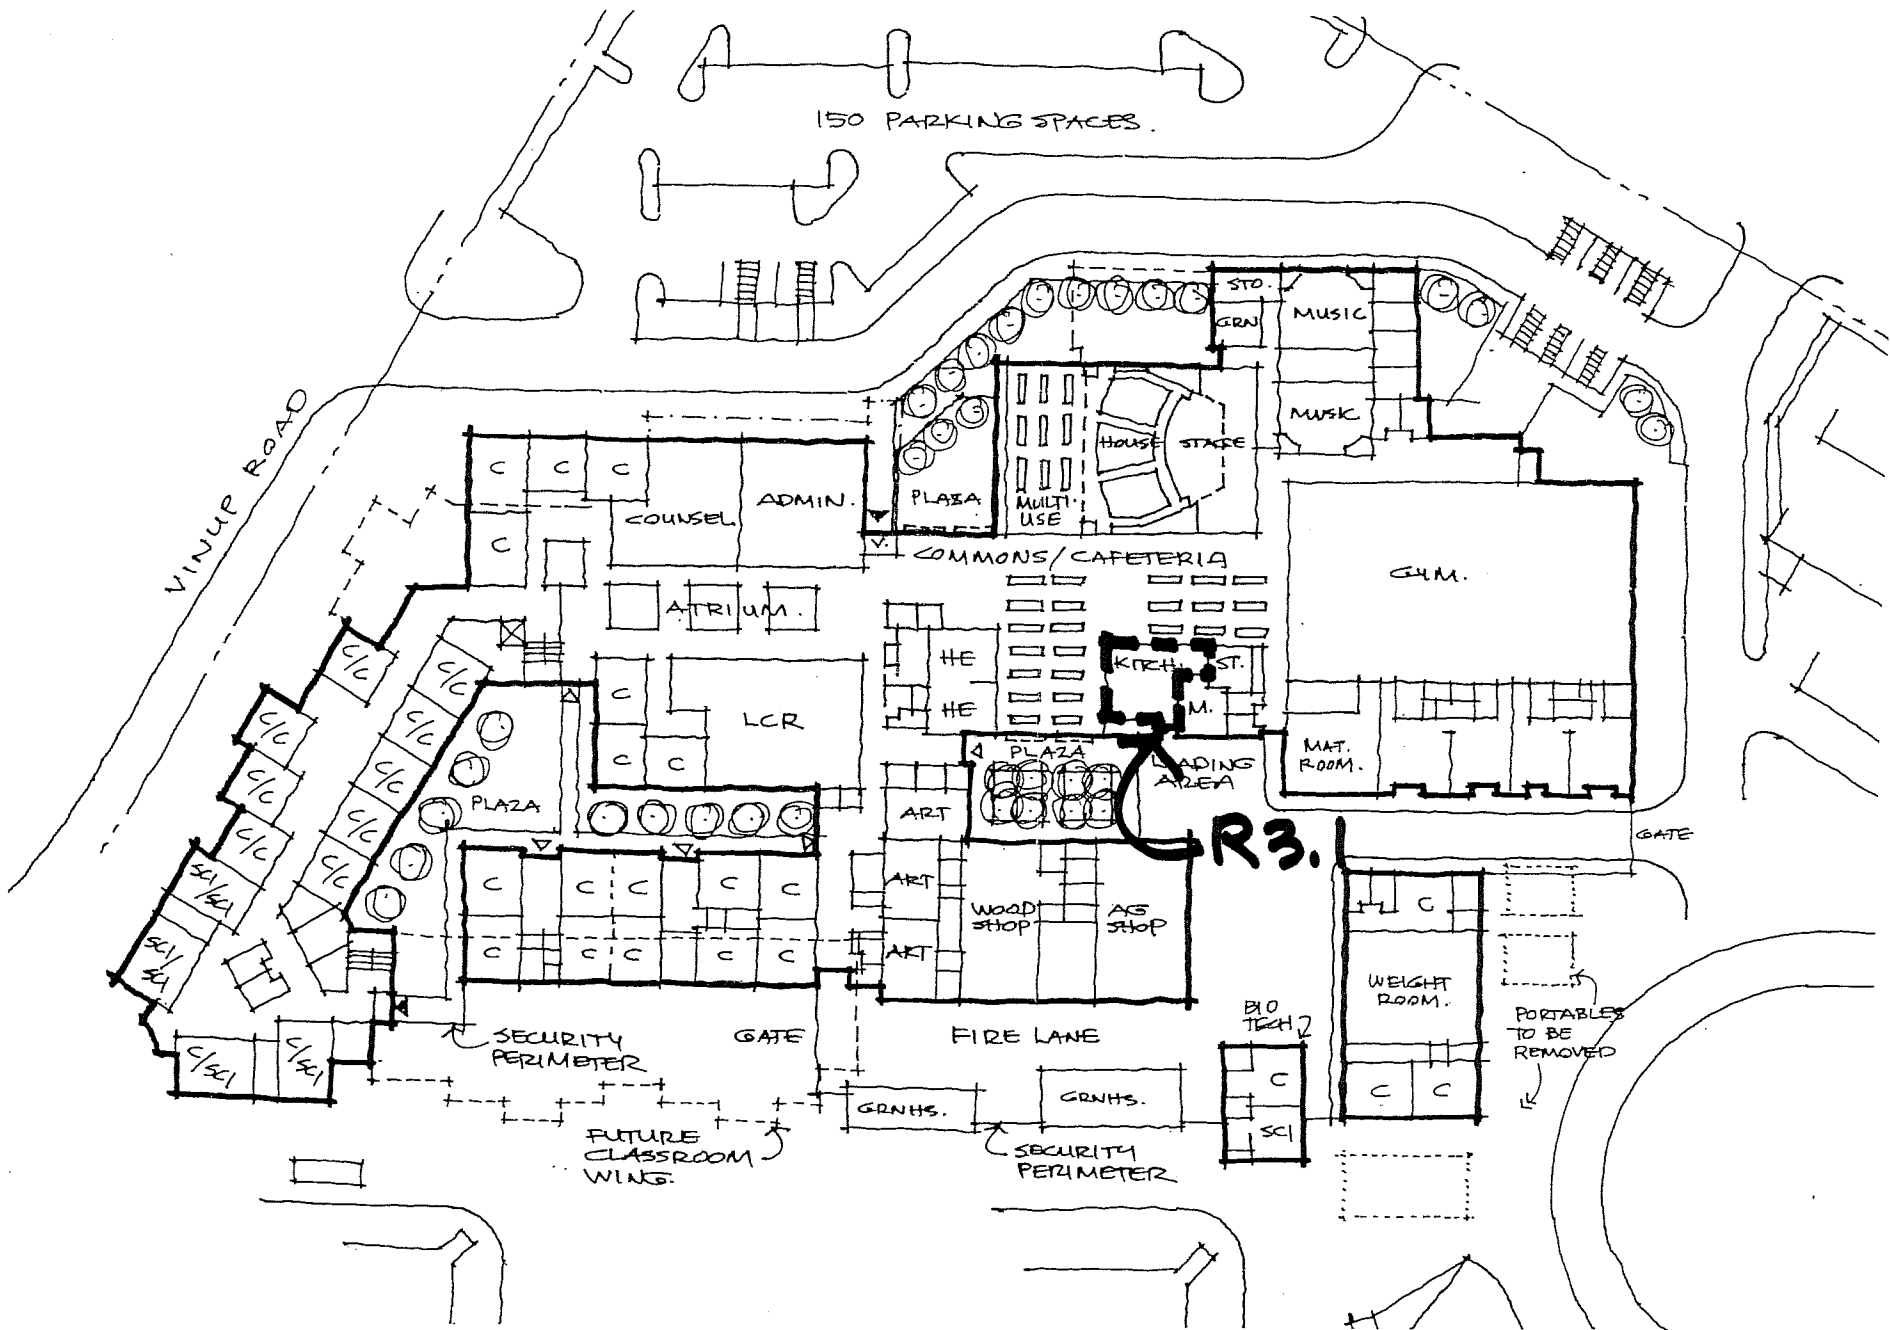 150 PARKING SPACES.
VINUP ROAD
STO.
GRN
MUSIC
MUSIC
HOUSE
STAGE
MULTI-
USE
PLAZA
C
C
C
C
COUNSEL
ADMIN.
V.
COMMONS/CAFETERIA
GYM.
ATRIUM.
HE
HE
KITCH.
ST.
M.
C/C
C/C
C/C
C/C
C/C
C/C
C/C
C/C
C/C
SCI/
SCI
SCI/
SCI
C/SCI
C/SCI
C
C
C
LCR
PLAZA
PLAZA
LOADING
AREA
MAT.
ROOM.
R3.1
GATE
ART
ART
ART
C
C
C
C
C
C
C
C
C
C
WOOD
SHOP
AG
SHOP
C
WEIGHT
ROOM.
C
C
PORTABLES
TO BE
REMOVED
SECURITY
PERIMETER
GATE
FIRE LANE
BIO
TECH
C
SCI
GRNHS.
GRNHS.
FUTURE
CLASSROOM
WING.
SECURITY
PERIMETER